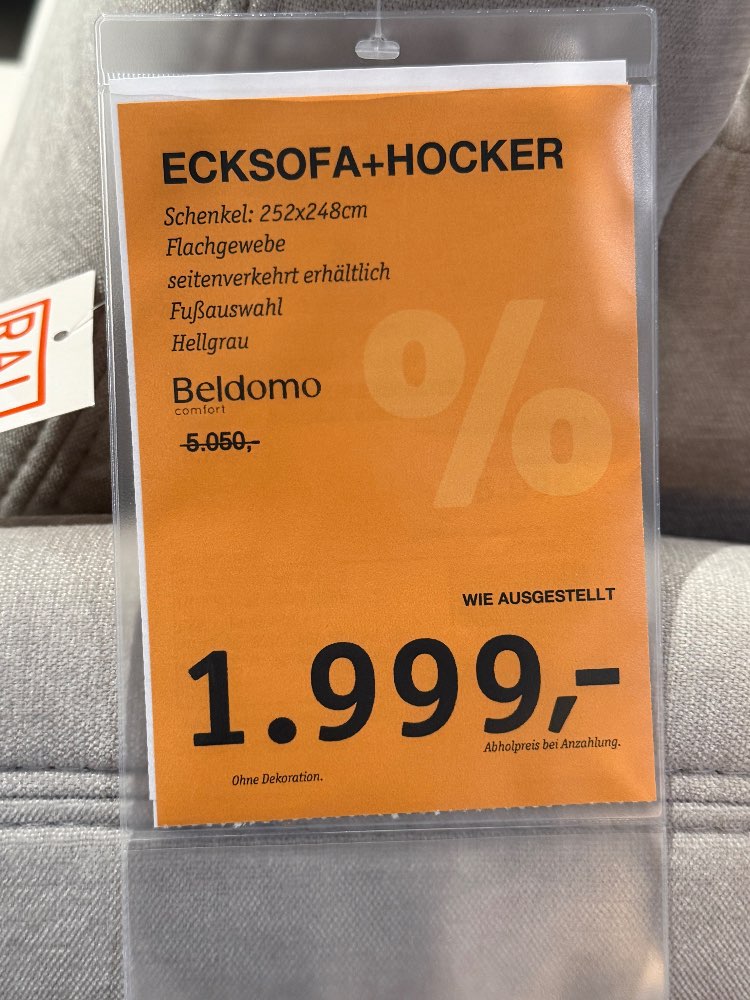 ECKSOFA+HOCKER
Schenkel: 252x248cm
Flachgewebe
seitenverkehrt erhältlich
Fußauswahl
Hellgrau
Beldomo
comfort
5.050,-
%
WIE AUSGESTELLT
1.999,-
Abholpreis bei Anzahlung.
Ohne Dekoration.